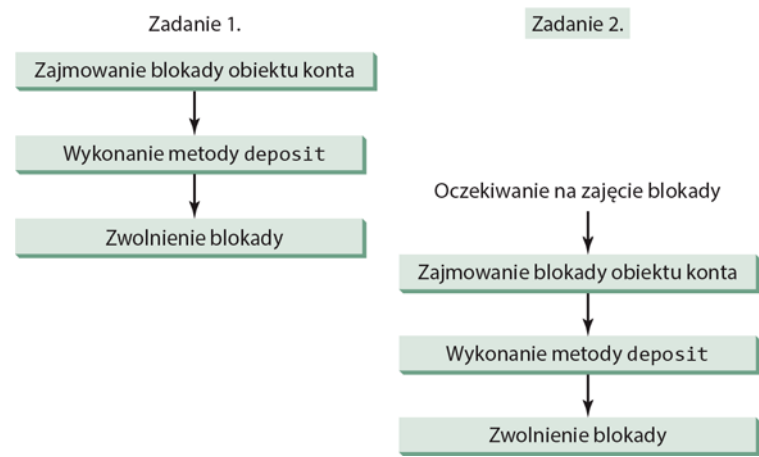 Zadanie 1.
Zajmowanie blokady obiektu konta
Wykonanie metody deposit
Zwolnienie blokady
Zadanie 2.
Oczekiwanie na zajęcie blokady
Zajmowanie blokady obiektu konta
Wykonanie metody deposit
Zwolnienie blokady